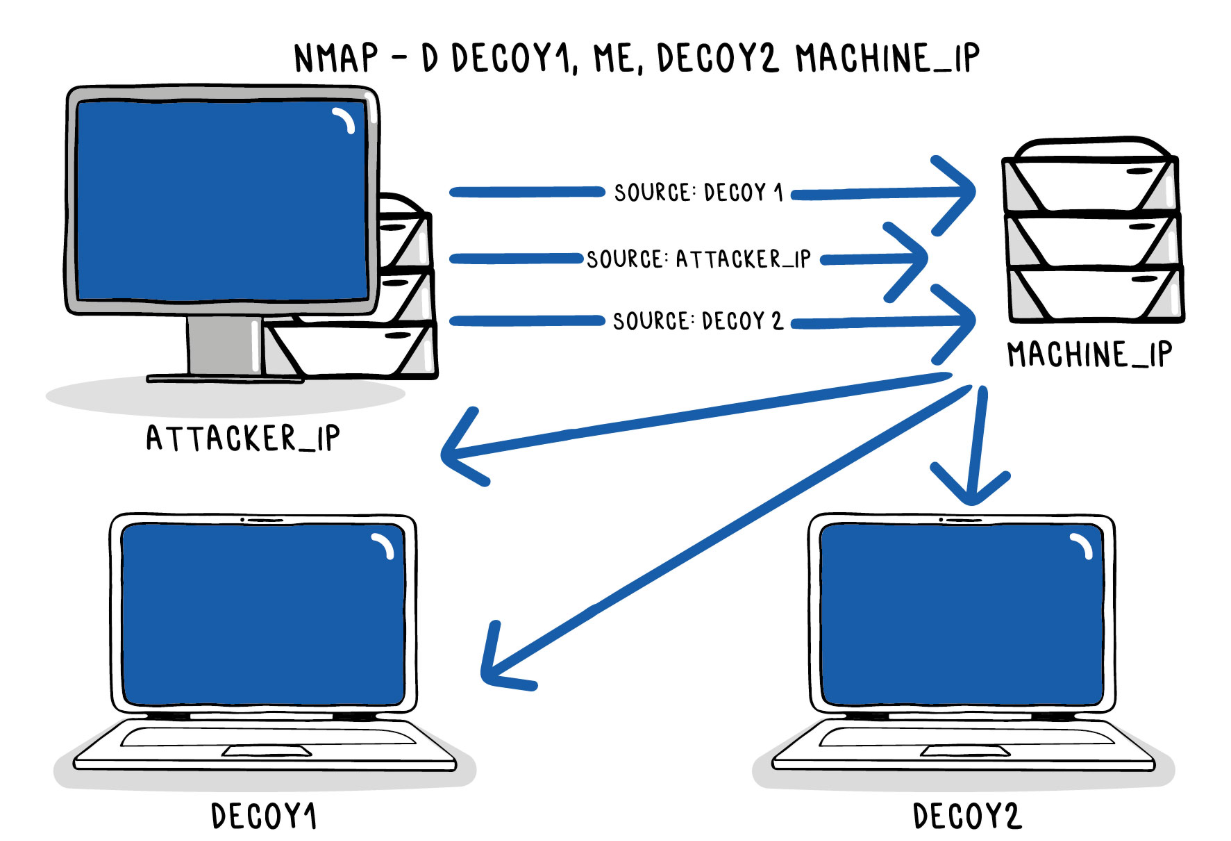 NMAP - D DECOY1, ME, DECOY2 MACHINE_IP
SOURCE: DECOY 1
SOURCE: ATTACKER_IP
SOURCE: DECOY 2
MACHINE_IP
ATTACKER_IP
DECOY1
DECOY2